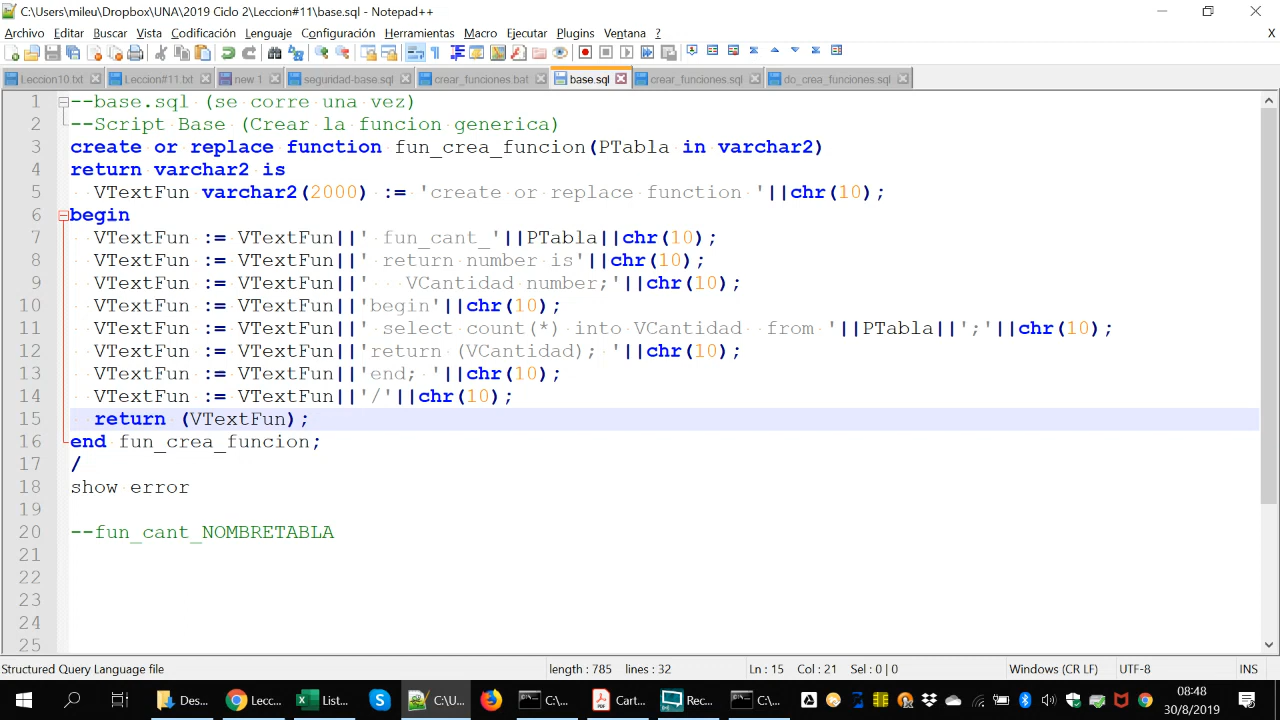 C:\Users\mileu\Dropbox\UNA\2019 Ciclo 2\Leccion#11\base.sql - Notepad++
Archivo Editar Buscar Vista Codificación Lenguaje Configuración Herramientas Macro Ejecutar Plugins Ventana ? X
Leccion10.txt Leccion#11.txt new 1 seguridad-base.sql crear_funciones.bat base.sql crear_funciones.sql do_crea_funciones.sql
1 --base.sql (se corre una vez)
2 --Script Base (Crear la funcion generica)
3 create or replace function fun_crea_funcion(PTabla in varchar2)
4 return varchar2 is
5 VTextFun varchar2(2000) := 'create or replace function '||chr(10);
6 begin
7 VTextFun := VTextFun||' fun_cant_'||PTabla||chr(10);
8 VTextFun := VTextFun||' return number is'||chr(10);
9 VTextFun := VTextFun||'   VCantidad number;'||chr(10);
10 VTextFun := VTextFun||'begin'||chr(10);
11 VTextFun := VTextFun||' select count(*) into VCantidad  from '||PTabla||';'||chr(10);
12 VTextFun := VTextFun||'return (VCantidad); '||chr(10);
13 VTextFun := VTextFun||'end; '||chr(10);
14 VTextFun := VTextFun||'/'||chr(10);
15 return (VTextFun);
16 end fun_crea_funcion;
17 /
18 show error
19
20 --fun_cant_NOMBRETABLA
21
22
23
24
25
Structured Query Language file length : 785 lines : 32 Ln : 15 Col : 21 Sel : 0 | 0 Windows (CR LF) UTF-8 INS
Des... Lecc... List... C:\U... C:\... Cart... Rec... C:\... 08:48
30/8/2019